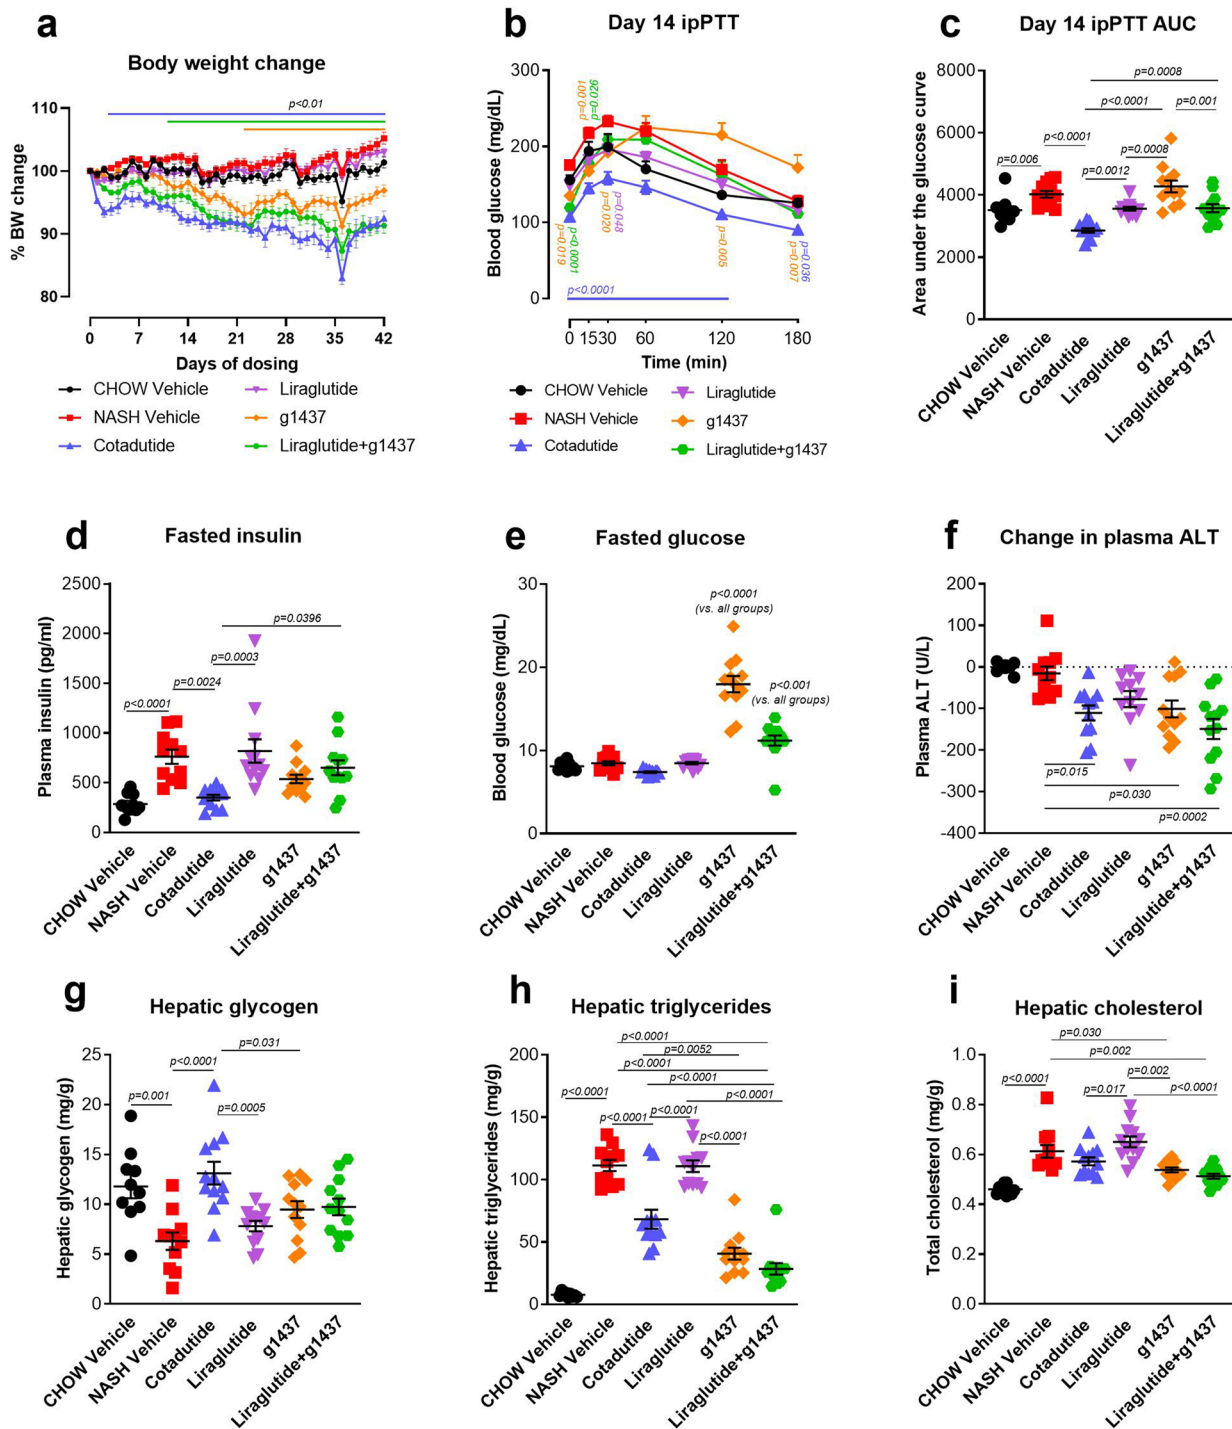 a
Body weight change
110
100
90
80
% BW change
p<0.01
0 7 14 21 28 35 42
Days of dosing
CHOW Vehicle
NASH Vehicle
Cotadutide
Liraglutide
g1437
Liraglutide+g1437
b
Day 14 ipPTT
300
200
100
0
Blood glucose (mg/dL)
p=0.001
p=0.026
p=0.019
p<0.0001
p=0.020
p=0.048
p=0.005
p=0.007
p=0.036
p<0.0001
0 15 30 60 120 180
Time (min)
CHOW Vehicle
NASH Vehicle
Cotadutide
Liraglutide
g1437
Liraglutide+g1437
c
Day 14 ipPTT AUC
8000
6000
4000
2000
0
Area under the glucose curve
p=0.0008
p<0.0001
p=0.001
p<0.0001
p=0.0008
p=0.006
p=0.0012
CHOW Vehicle
NASH Vehicle
Cotadutide
Liraglutide
g1437
Liraglutide+g1437
d
Fasted insulin
2500
2000
1500
1000
500
0
Plasma insulin (pg/ml)
p=0.0396
p=0.0003
p=0.0024
p<0.0001
CHOW Vehicle
NASH Vehicle
Cotadutide
Liraglutide
g1437
Liraglutide+g1437
e
Fasted glucose
30
20
10
0
Blood glucose (mg/dL)
p<0.0001
(vs. all groups)
p<0.001
(vs. all groups)
CHOW Vehicle
NASH Vehicle
Cotadutide
Liraglutide
g1437
Liraglutide+g1437
f
Change in plasma ALT
200
100
0
-100
-200
-300
-400
Plasma ALT (U/L)
p=0.015
p=0.030
p=0.0002
CHOW Vehicle
NASH Vehicle
Cotadutide
Liraglutide
g1437
Liraglutide+g1437
g
Hepatic glycogen
25
20
15
10
5
0
Hepatic glycogen (mg/g)
p=0.031
p<0.0001
p=0.001
p=0.0005
CHOW Vehicle
NASH Vehicle
Cotadutide
Liraglutide
g1437
Liraglutide+g1437
h
Hepatic triglycerides
200
150
100
50
0
Hepatic triglycerides (mg/g)
p<0.0001
p=0.0052
p<0.0001
p<0.0001
p<0.0001
p<0.0001
p<0.0001
p<0.0001
p<0.0001
CHOW Vehicle
NASH Vehicle
Cotadutide
Liraglutide
g1437
Liraglutide+g1437
i
Hepatic cholesterol
1.0
0.8
0.6
0.4
0.2
0.0
Total cholesterol (mg/g)
p=0.030
p=0.002
p=0.002
p<0.0001
p=0.017
p<0.0001
CHOW Vehicle
NASH Vehicle
Cotadutide
Liraglutide
g1437
Liraglutide+g1437